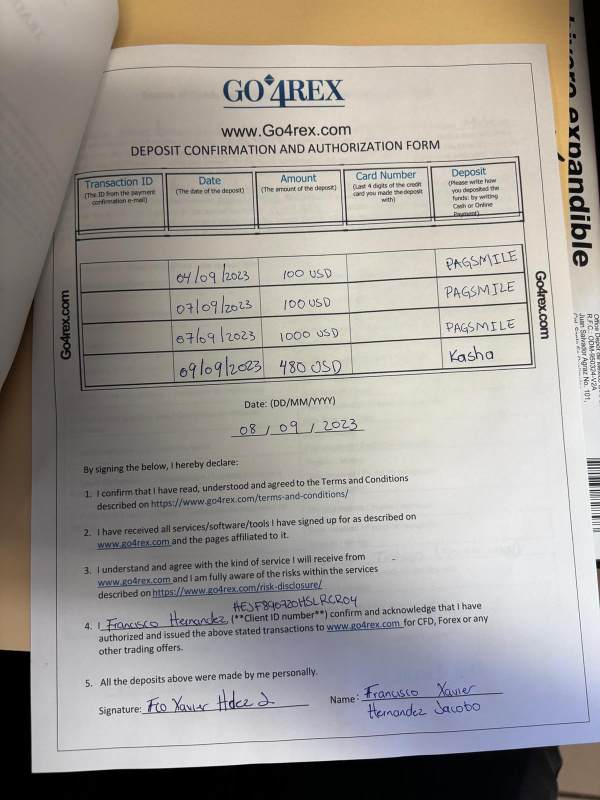 GO4REX
www.Go4rex.com
DEPOSIT CONFIRMATION AND AUTHORIZATION FORM
Transaction ID Date Amount Card Number Deposit
(The ID from the payment confirmation e-mail) (The date of the deposit) (The amount of the deposit) (Last 4 digits of the credit card you made the deposit with) (Please write how you deposited the funds: by writing Cash or Online Payment)
04/09/2023 100 USD PAGSMILE
07/09/2023 100 USD PAGSMILE
07/09/2023 1000 USD PAGSMILE
09/09/2023 480 USD Kasha
Go4rex.com
Go4rex.com
Date: (DD/MM/YYYY)
08 / 09 / 2023
By signing the below, I hereby declare:
1. I confirm that I have read, understood and agreed to the Terms and Conditions
described on https://www.go4rex.com/terms-and-conditions/
2. I have received all services/software/tools I have signed up for as described on
www.go4rex.com and the pages affiliated to it.
3. I understand and agree with the kind of service I will receive from
www.go4rex.com and I am fully aware of the risks within the services
described on https://www.go4rex.com/risk-disclosure/
HEJF890720HSLRCR04
4. I Francisco Hernandez (**Client ID number**) confirm and acknowledge that I have
authorized and issued the above stated transactions to www.go4rex.com for CFD, Forex or any
other trading offers.
5. All the deposits above were made by me personally.
Signature: Fco Xavier Hdez J Name: Francisco Xavier
Hernandez Jacobo
expandible
Juan Salvador Agraz No. 101,